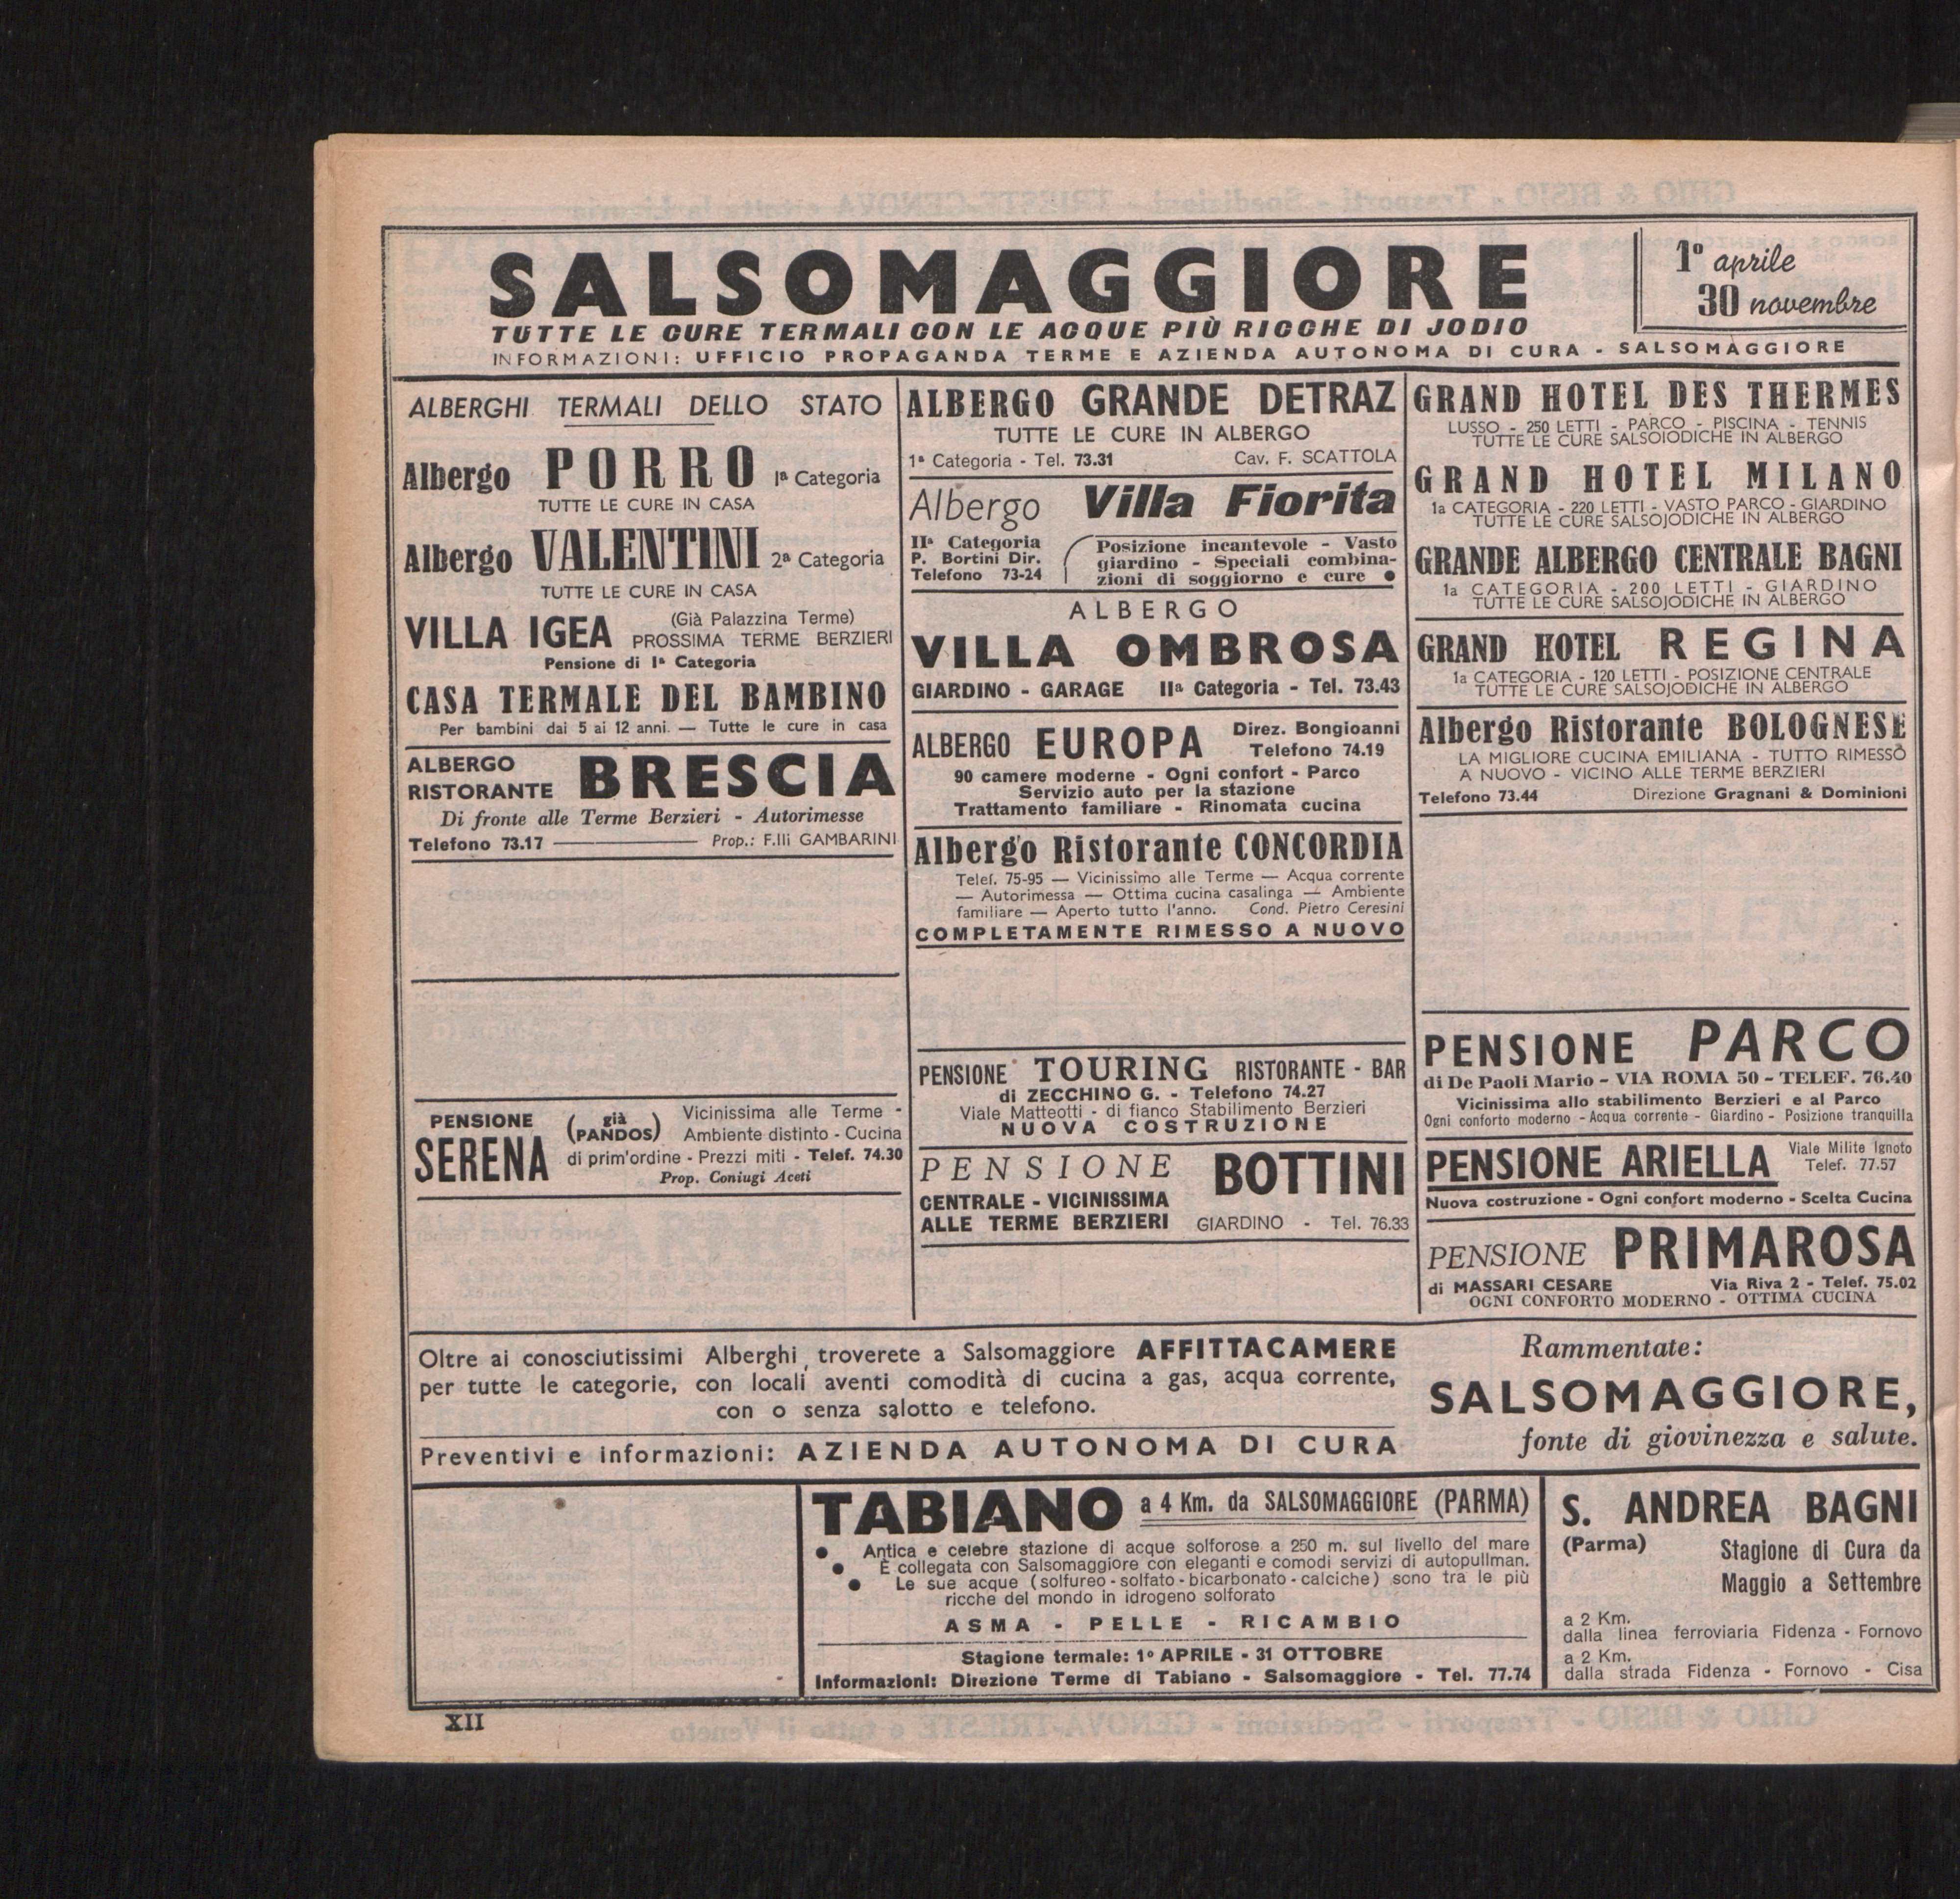 SALSOMAGGIORE
TUTTE LE CURE TERMALI CON LE ACQUE PIÙ RICCHE DI JODIO
INFORMAZIONI: UFFICIO PROPAGANDA TERME E AZIENDA AUTONOMA DI CURA - SALSOMAGGIORE
1º aprile
30 novembre
ALBERGHI TERMALI DELLO STATO
Albergo PORRO Iª Categoria
TUTTE LE CURE IN CASA
Albergo VALENTINI 2ª Categoria
TUTTE LE CURE IN CASA
VILLA IGEA (Già Palazzina Terme)
PROSSIMA TERME BERZIERI
Pensione di Iª Categoria
CASA TERMALE DEL BAMBINO
Per bambini dai 5 ai 12 anni. — Tutte le cure in casa
ALBERGO
RISTORANTE BRESCIA
Di fronte alle Terme Berzieri - Autorimesse
Telefono 73.17 — Prop.: F.lli GAMBARINI
PENSIONE
SERENA
(già
PANDOS)
Vicinissima alle Terme -
Ambiente distinto - Cucina
di prim'ordine - Prezzi miti - Telef. 74.30
Prop. Coniugi Aceti
ALBERGO GRANDE DETRAZ
TUTTE LE CURE IN ALBERGO
1ª Categoria - Tel. 73.31 Cav. F. SCATTOLA
Albergo Villa Fiorita
IIª Categoria
P. Bortini Dir.
Telefono 73-24
Posizione incantevole - Vasto
giardino - Speciali combina-
zioni di soggiorno e cure ●
ALBERGO
VILLA OMBROSA
GIARDINO - GARAGE IIª Categoria - Tel. 73.43
ALBERGO EUROPA Direz. Bongioanni
Telefono 74.19
90 camere moderne - Ogni confort - Parco
Servizio auto per la stazione
Trattamento familiare - Rinomata cucina
Albergo Ristorante CONCORDIA
Telef. 75-95 — Vicinissimo alle Terme — Acqua corrente
— Autorimessa — Ottima cucina casalinga — Ambiente
familiare — Aperto tutto l'anno. Cond. Pietro Ceresini
COMPLETAMENTE RIMESSO A NUOVO
PENSIONE TOURING RISTORANTE - BAR
di ZECCHINO G. - Telefono 74.27
Viale Matteotti - di fianco Stabilimento Berzieri
NUOVA COSTRUZIONE
PENSIONE BOTTINI
CENTRALE - VICINISSIMA
ALLE TERME BERZIERI GIARDINO - Tel. 76.33
GRAND HOTEL DES THERMES
LUSSO - 250 LETTI - PARCO - PISCINA - TENNIS
TUTTE LE CURE SALSOIODICHE IN ALBERGO
GRAND HOTEL MILANO
1a CATEGORIA - 220 LETTI - VASTO PARCO - GIARDINO
TUTTE LE CURE SALSOJODICHE IN ALBERGO
GRANDE ALBERGO CENTRALE BAGNI
1a CATEGORIA - 200 LETTI - GIARDINO
TUTTE LE CURE SALSOJODICHE IN ALBERGO
GRAND HOTEL REGINA
1a CATEGORIA - 120 LETTI - POSIZIONE CENTRALE
TUTTE LE CURE SALSOJODICHE IN ALBERGO
Albergo Ristorante BOLOGNESE
LA MIGLIORE CUCINA EMILIANA - TUTTO RIMESSO
A NUOVO - VICINO ALLE TERME BERZIERI
Telefono 73.44 Direzione Gragnani & Dominioni
PENSIONE PARCO
di De Paoli Mario - VIA ROMA 50 - TELEF. 76.40
Vicinissima allo stabilimento Berzieri e al Parco
Ogni conforto moderno - Acqua corrente - Giardino - Posizione tranquilla
PENSIONE ARIELLA Viale Milite Ignoto
Telef. 77.57
Nuova costruzione - Ogni confort moderno - Scelta Cucina
PENSIONE PRIMAROSA
di MASSARI CESARE Via Riva 2 - Telef. 75.02
OGNI CONFORTO MODERNO - OTTIMA CUCINA
Oltre ai conosciutissimi Alberghi troverete a Salsomaggiore AFFITTACAMERE
per tutte le categorie, con locali aventi comodità di cucina a gas, acqua corrente,
con o senza salotto e telefono.
Preventivi e informazioni: AZIENDA AUTONOMA DI CURA
Rammentate:
SALSOMAGGIORE,
fonte di giovinezza e salute.
TABIANO a 4 Km. da SALSOMAGGIORE (PARMA)
● Antica e celebre stazione di acque solforose a 250 m. sul livello del mare
● È collegata con Salsomaggiore con eleganti e comodi servizi di autopullman.
● Le sue acque (solfureo - solfato - bicarbonato - calciche) sono tra le più
ricche del mondo in idrogeno solforato
ASMA - PELLE - RICAMBIO
Stagione termale: 1º APRILE - 31 OTTOBRE
Informazioni: Direzione Terme di Tabiano - Salsomaggiore - Tel. 77.74
S. ANDREA BAGNI
(Parma) Stagione di Cura da
Maggio a Settembre
a 2 Km.
dalla linea ferroviaria Fidenza - Fornovo
a 2 Km.
dalla strada Fidenza - Fornovo - Cisa
XII